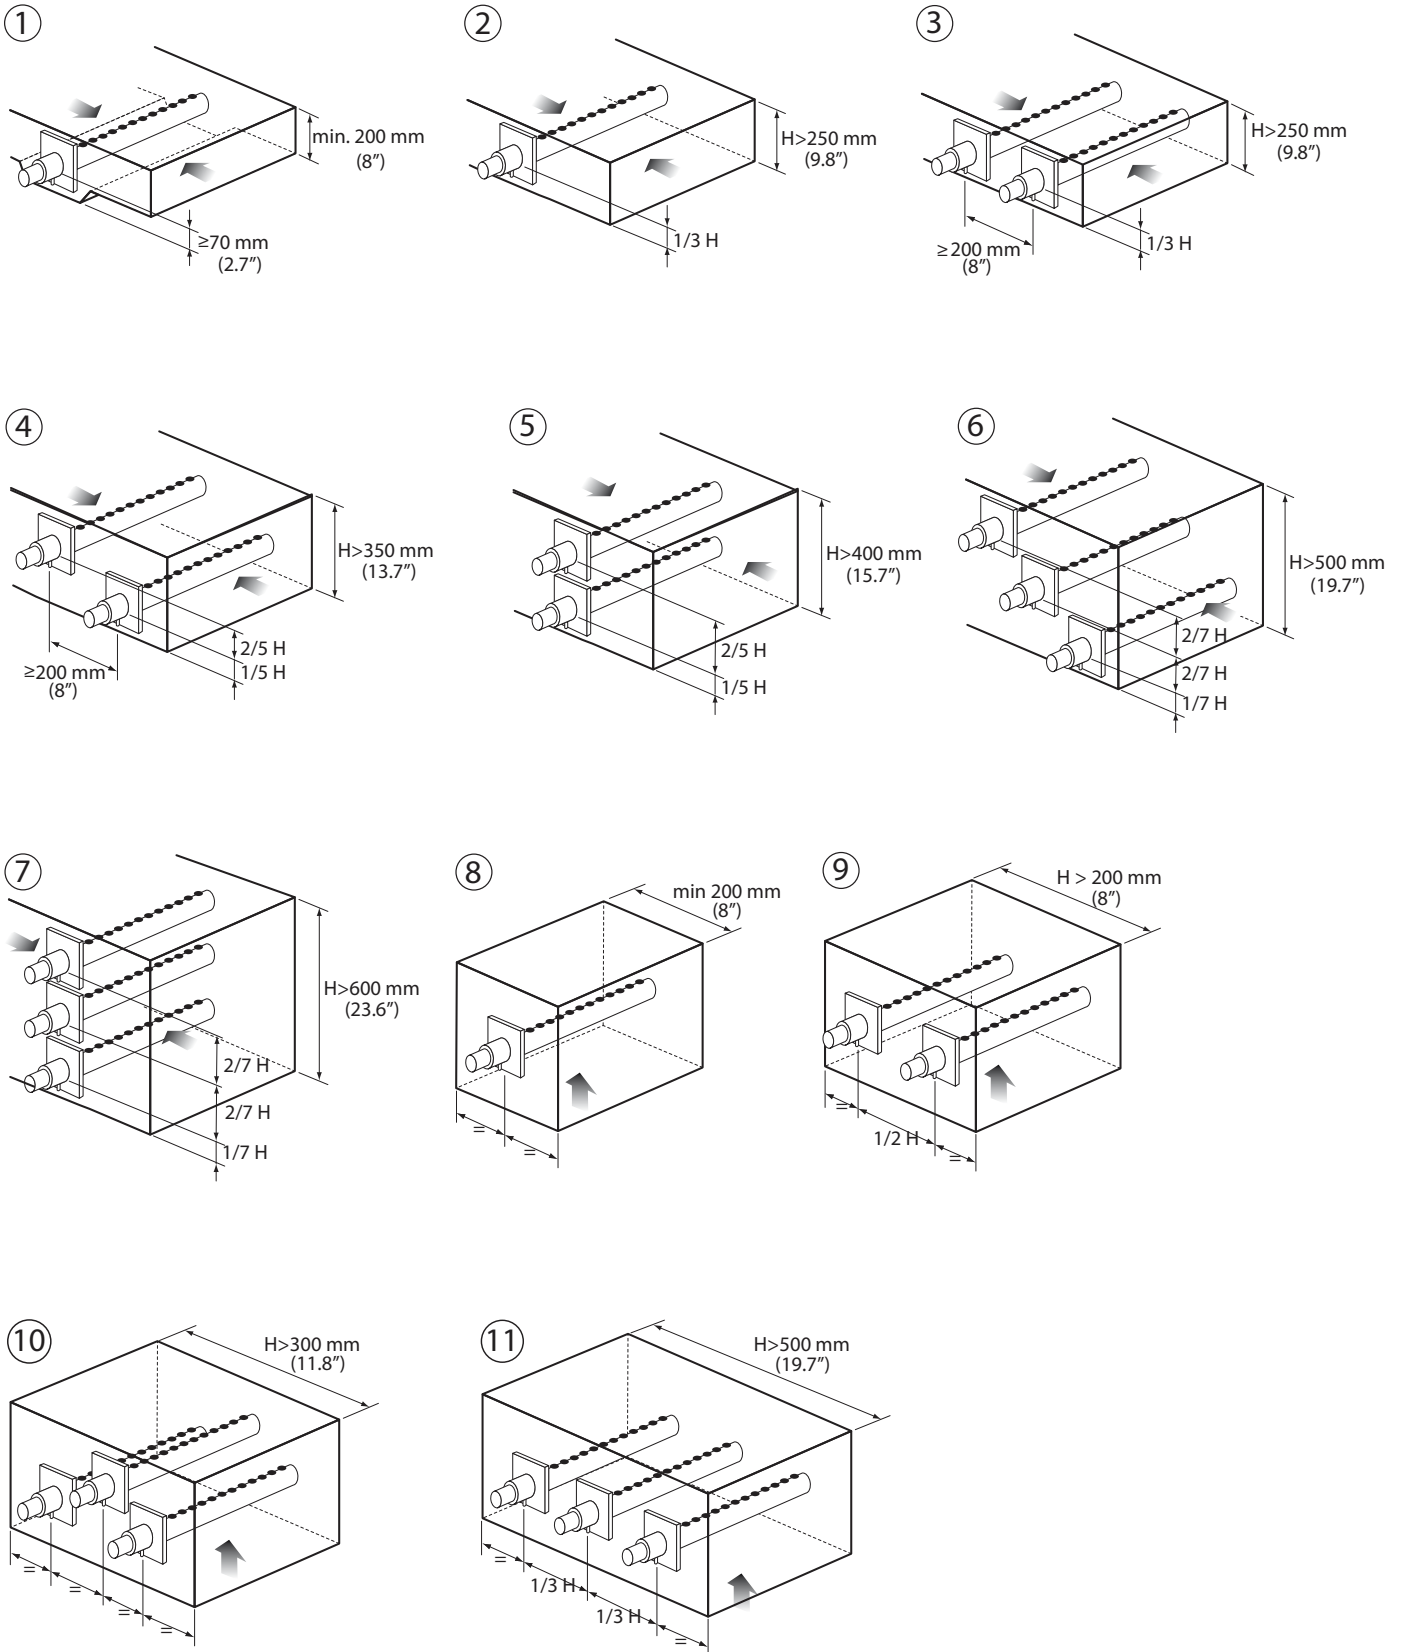 1
min. 200 mm
(8”)
≥70 mm
(2.7”)
2
H>250 mm
(9.8”)
1/3 H
3
H>250 mm
(9.8”)
1/3 H
≥200 mm
(8”)
4
H>350 mm
(13.7”)
2/5 H
1/5 H
≥200 mm
(8”)
5
H>400 mm
(15.7”)
2/5 H
1/5 H
6
H>500 mm
(19.7”)
2/7 H
2/7 H
1/7 H
7
H>600 mm
(23.6”)
2/7 H
2/7 H
1/7 H
8
min 200 mm
(8”)
=
=
9
H > 200 mm
(8”)
=
1/2 H
=
10
H>300 mm
(11.8”)
=
=
=
=
11
H>500 mm
(19.7”)
=
1/3 H
1/3 H
=